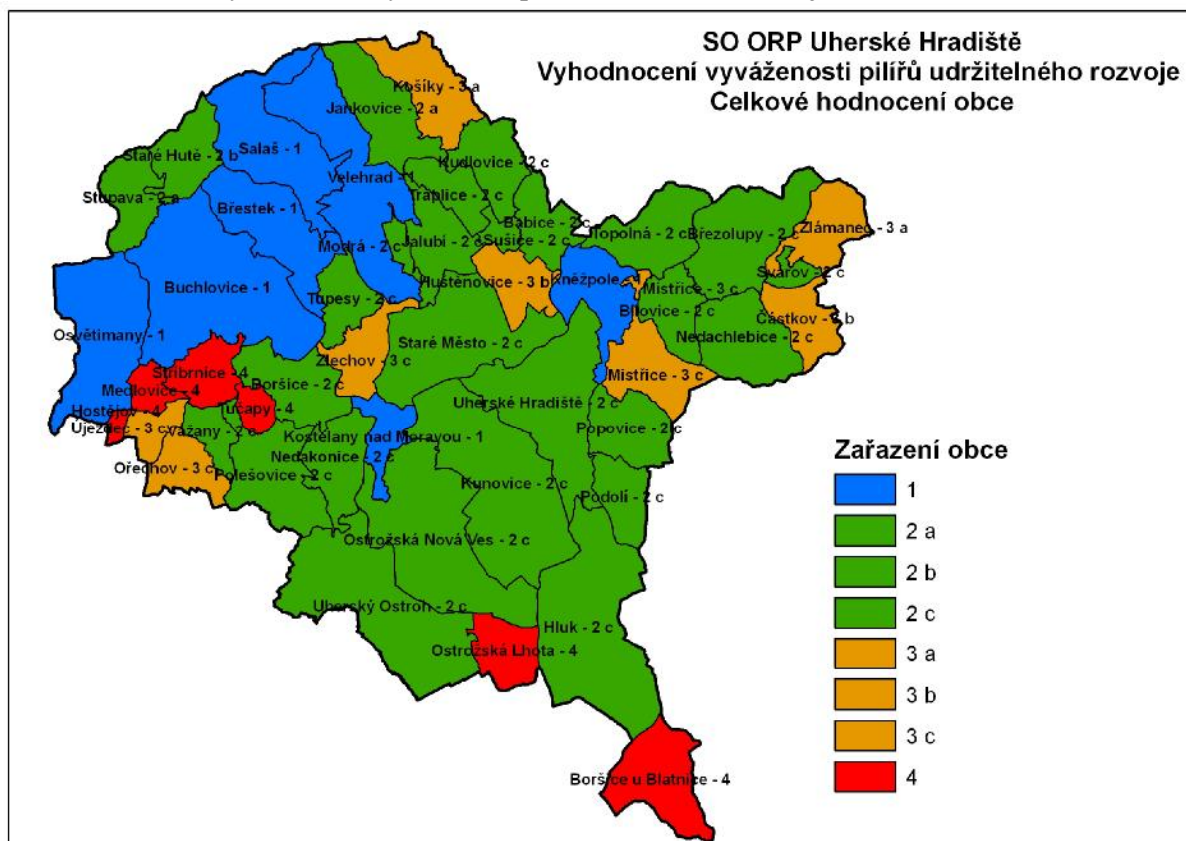 SO ORP Uherské Hradiště
Vyhodnocení vyváženosti pilířů udržitelného rozvoje
Celkové hodnocení obce
Košíky - 3 a
Jankovice - 2 a
Staré Hutě - 2 b
Salaš - 1
Kudlovice - 2 c
Velehrad - 1
Traplice - 2 c
Stupava - 2 a
Břestek - 1
Babice - 2 c
Zlámanec - 3 a
Topolná - 2 c
Březolupy - 2 c
Modrá - 2 c
Jalubí - 2
Sušice - 2 c
Svárov - 2 c
Buchlovice - 1
Huštěnovice - 3 b
Kněžpole - 1
Mistřice - 3 c
Tupesy - 2 c
Bílovice - 2 c
Částkov - 3 b
Osvětimany - 1
Staré Město - 2 c
Nedachlebice - 2 c
Zlechov - 3 c
Stříbrnice - 4
Mistřice - 3 c
Boršice - 2 c
Medlovice - 4
Tučapy - 4
Uherské Hradiště - 2 c
Hostějov - 4
Újezdec - 3 c
Vážany - 2 c
Kostelany nad Moravou - 1
Popovice - 2 c
Nedakonice - 2 c
Ořechov - 3 c
Polešovice - 2 c
Kunovice - 2 c
Podolí - 2 c
Ostrožská Nová Ves - 2 c
Uherský Ostroh - 2 c
Hluk - 2 c
Ostrožská Lhota - 4
Boršice u Blatnice - 4
Zařazení obce
1
2 a
2 b
2 c
3 a
3 b
3 c
4